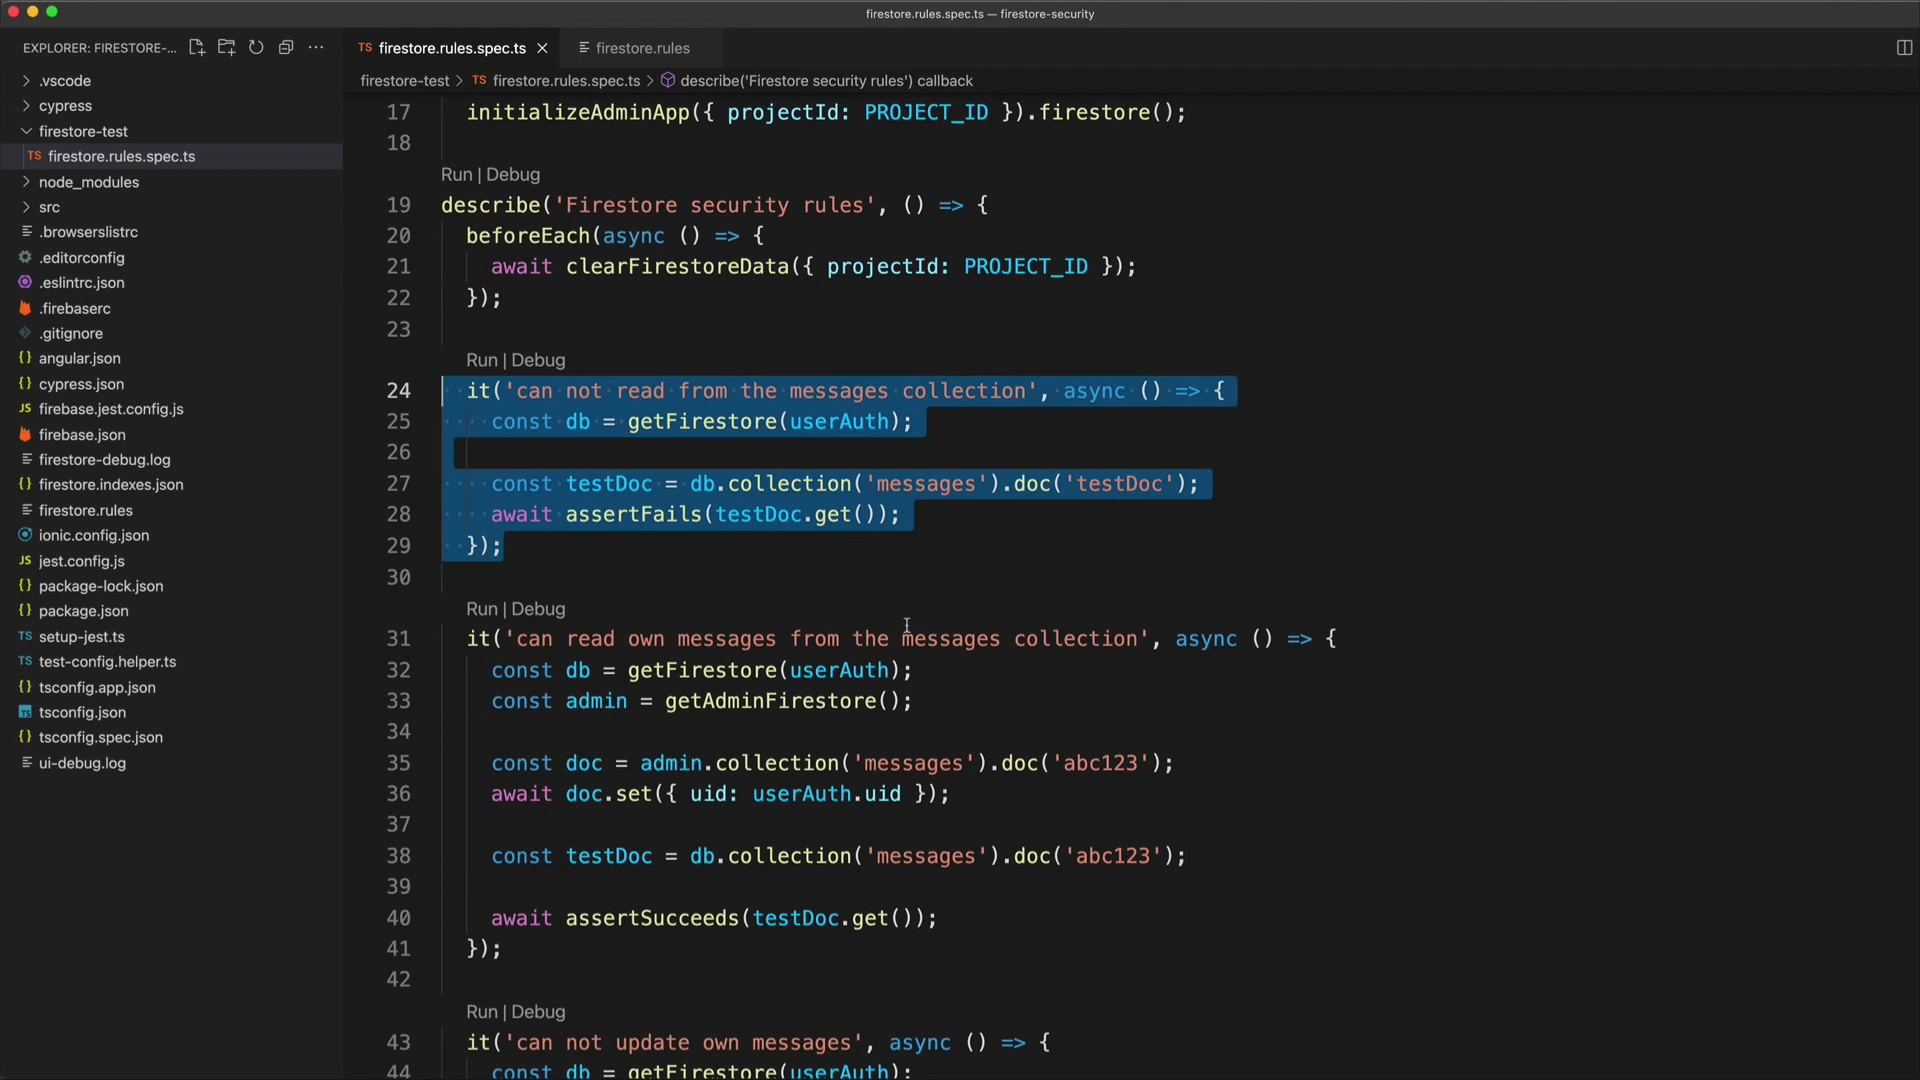 firestore.rules.spec.ts — firestore-security
EXPLORER: FIRESTORE-...
.vscode
cypress
firestore-test
TS firestore.rules.spec.ts
node_modules
src
.browserslistrc
.editorconfig
.eslintrc.json
.firebaserc
.gitignore
{} angular.json
{} cypress.json
JS firebase.jest.config.js
firebase.json
firestore-debug.log
{} firestore.indexes.json
firestore.rules
ionic.config.json
JS jest.config.js
{} package-lock.json
{} package.json
TS setup-jest.ts
TS test-config.helper.ts
{} tsconfig.app.json
TS tsconfig.json
{} tsconfig.spec.json
ui-debug.log
TS firestore.rules.spec.ts
firestore.rules
firestore-test > TS firestore.rules.spec.ts > describe('Firestore security rules') callback
17 initializeAdminApp({ projectId: PROJECT_ID }).firestore();
18
Run | Debug
19 describe('Firestore security rules', () => {
20 beforeEach(async () => {
21 await clearFirestoreData({ projectId: PROJECT_ID });
22 });
23
Run | Debug
24 it('can not read from the messages collection', async () => {
25 const db = getFirestore(userAuth);
26
27 const testDoc = db.collection('messages').doc('testDoc');
28 await assertFails(testDoc.get());
29 });
30
Run | Debug
31 it('can read own messages from the messages collection', async () => {
32 const db = getFirestore(userAuth);
33 const admin = getAdminFirestore();
34
35 const doc = admin.collection('messages').doc('abc123');
36 await doc.set({ uid: userAuth.uid });
37
38 const testDoc = db.collection('messages').doc('abc123');
39
40 await assertSucceeds(testDoc.get());
41 });
42
Run | Debug
43 it('can not update own messages', async () => {
44 const db = getFirestore(userAuth);